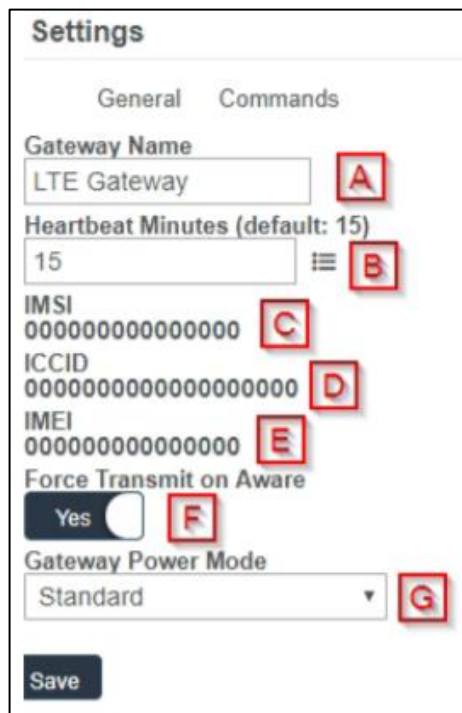 Settings
General Commands
Gateway Name
LTE Gateway A
Heartbeat Minutes (default: 15)
15 B
IMSI
000000000000000 C
ICCID
00000000000000000000 D
IMEI
000000000000000 E
Force Transmit on Aware
Yes F
Gateway Power Mode
Standard G
Save